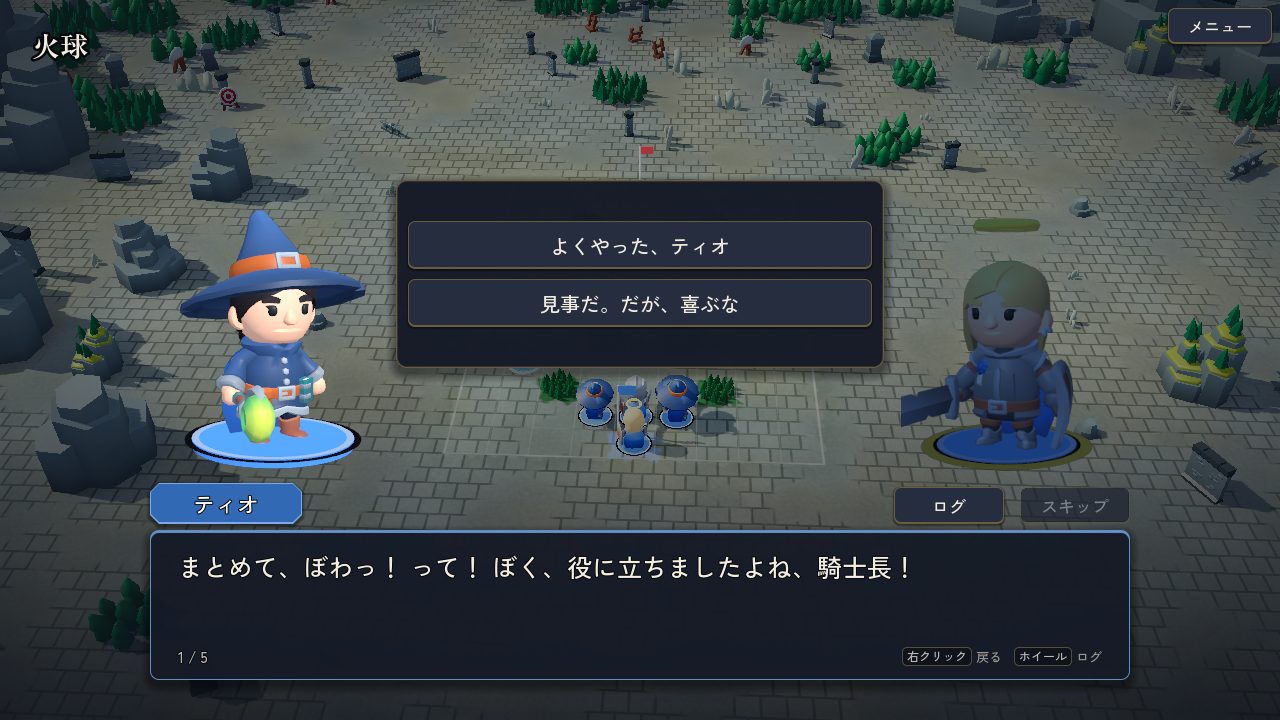 火球
メニュー
よくやった、ティオ
見事だ。だが、喜ぶな
ティオ
ログ
スキップ
まとめて、ぼわっ！って！ぼく、役に立ちましたよね、騎士長！
1 / 5
右クリック 戻る ホイール ログ